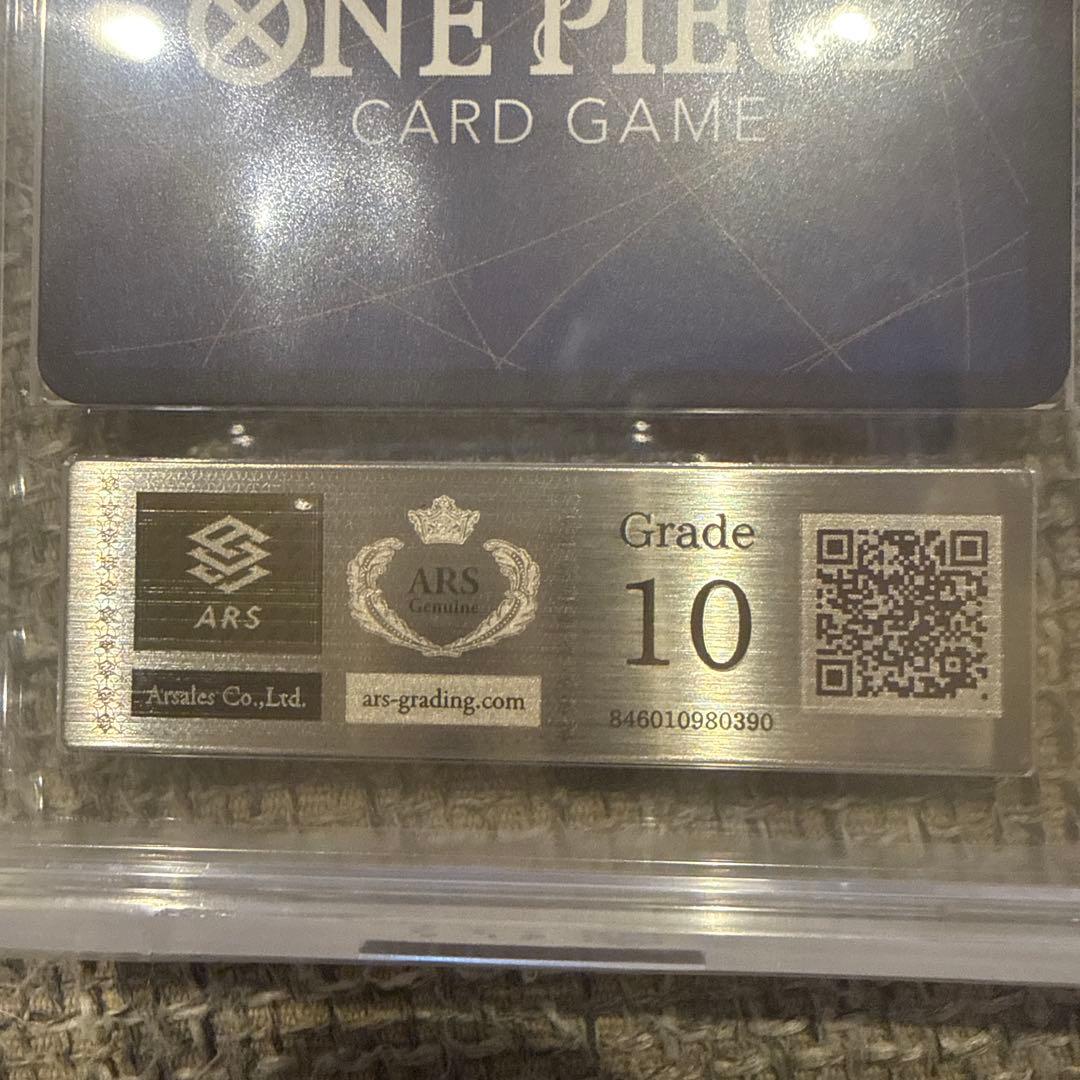 ONE PIECE
CARD GAME
ARS
Arsales Co.,Ltd.
ARS
Genuine
ars-grading.com
Grade
10
846010980390